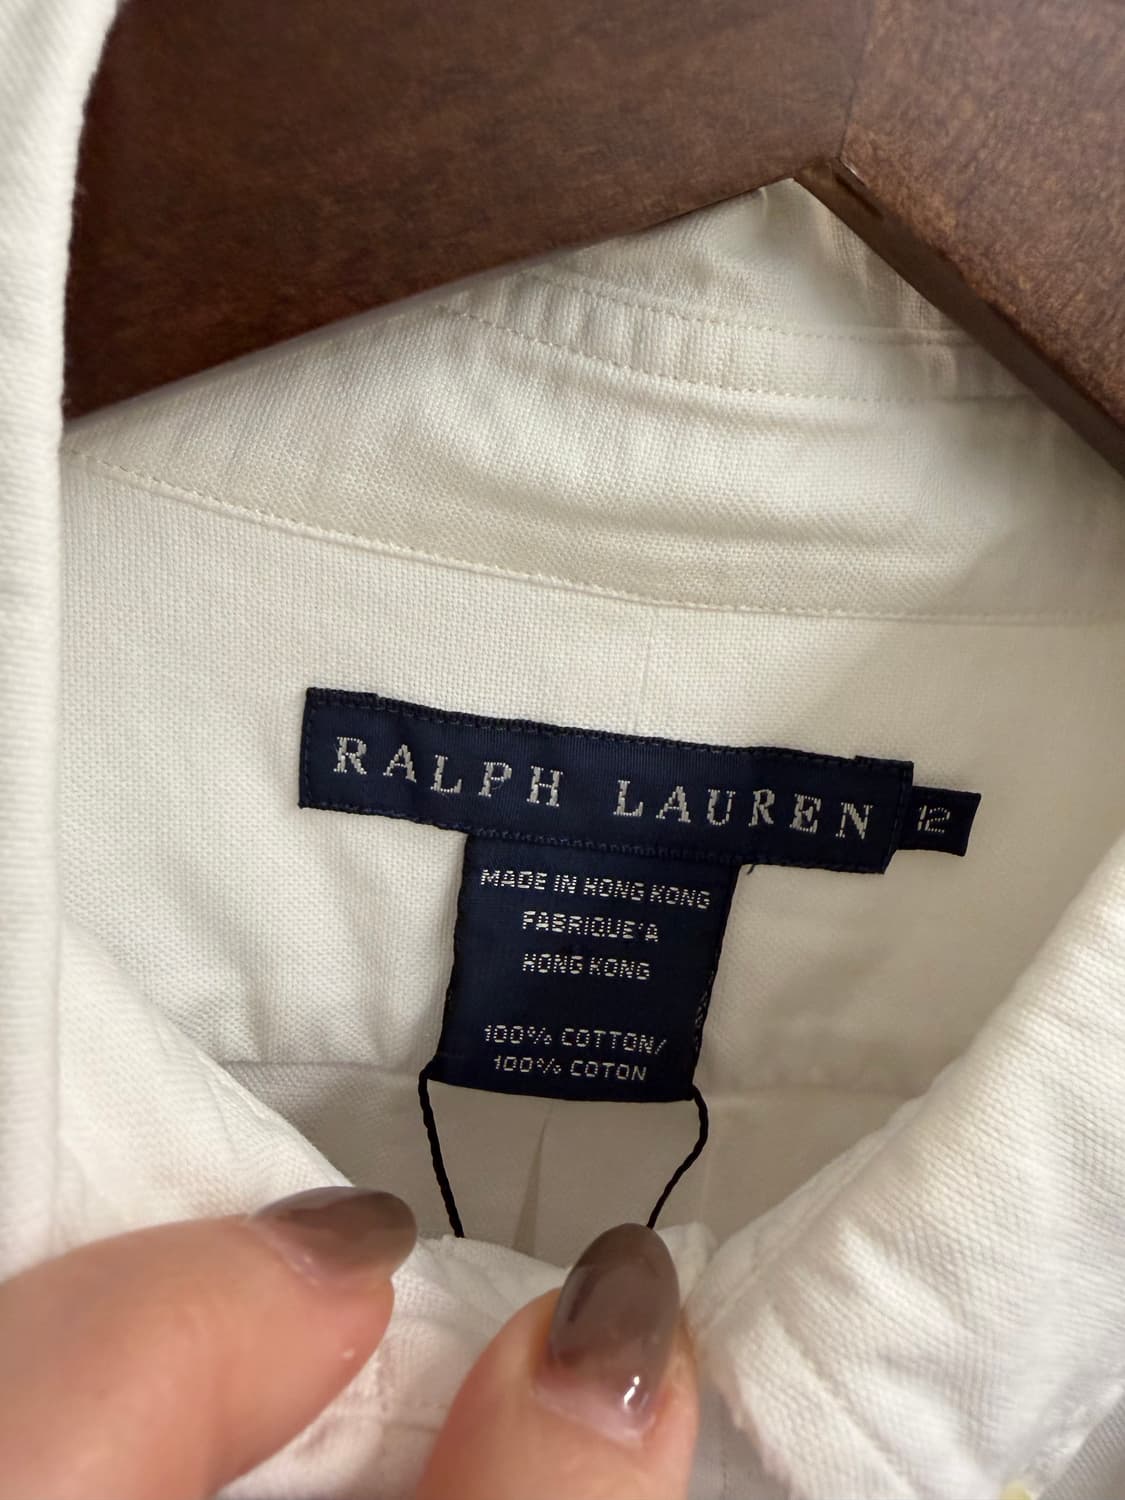 RALPH LAUREN
12
MADE IN HONG KONG
FABRIQUE'A
HONG KONG
100% COTTON/
100% COTON